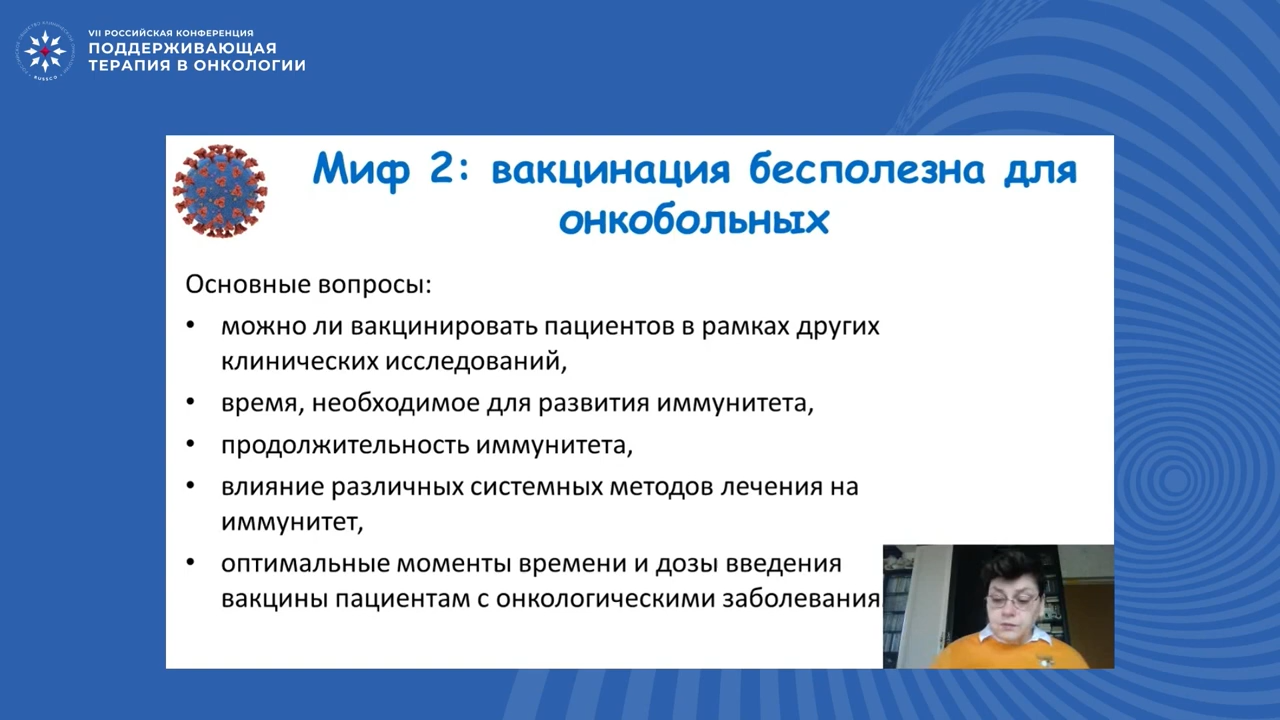 VII РОССИЙСКАЯ КОНФЕРЕНЦИЯ
ПОДДЕРЖИВАЮЩАЯ
ТЕРАПИЯ В ОНКОЛОГИИ
RUSSCO
Миф 2: вакцинация бесполезна для
онкобольных
Основные вопросы:
• можно ли вакцинировать пациентов в рамках других
клинических исследований,
• время, необходимое для развития иммунитета,
• продолжительность иммунитета,
• влияние различных системных методов лечения на
иммунитет,
• оптимальные моменты времени и дозы введения
вакцины пациентам с онкологическими заболевания